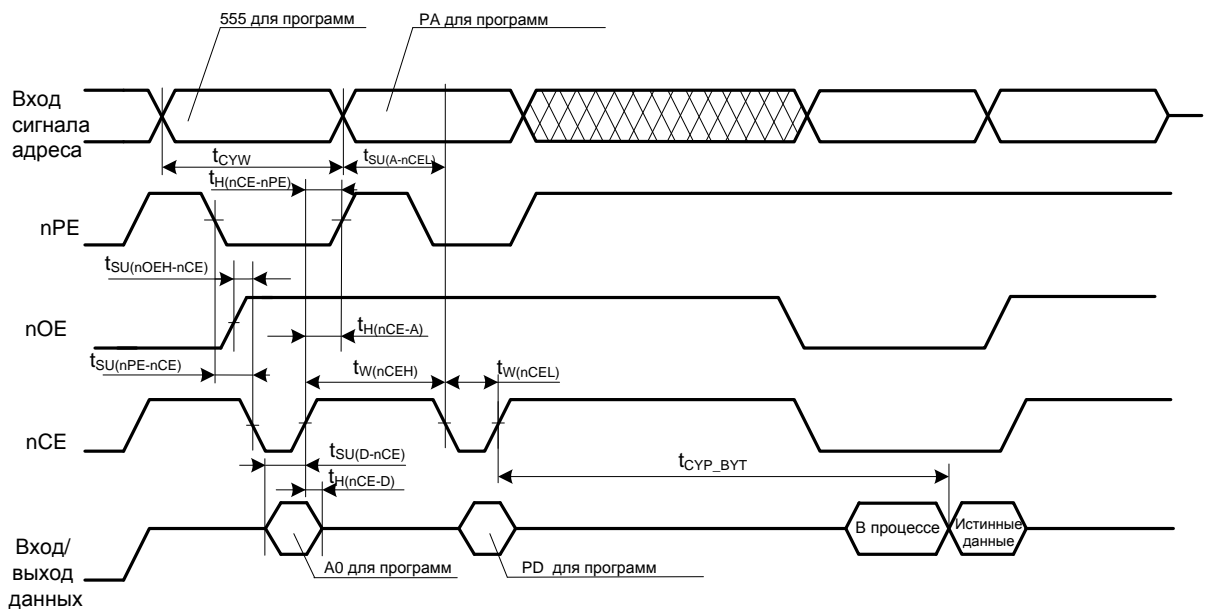 555 для программ
PA для программ
Вход
сигнала
адреса
tCYW
tSU(A-nCEL)
tH(nCE-nPE)
nPE
tSU(nOEH-nCE)
nOE
tH(nCE-A)
tSU(nPE-nCE)
tW(nCEH)
tW(nCEL)
nCE
tSU(D-nCE)
tCYP_BYT
tH(nCE-D)
В процессе
Истинные
данные
Вход/
выход
данных
A0 для программ
PD для программ